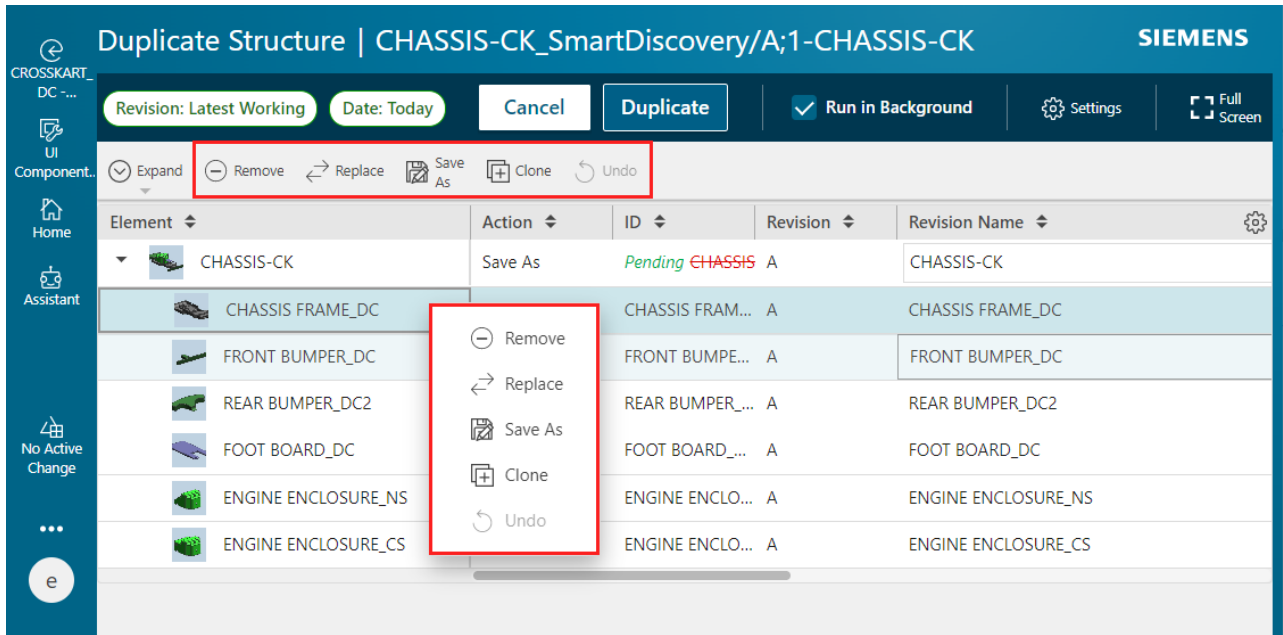 Duplicate Structure | CHASSIS-CK_SmartDiscovery/A;1-CHASSIS-CK
SIEMENS
CROSSKART_
DC -...
UI
Component..
Home
Assistant
No Active
Change
e
Revision: Latest Working
Date: Today
Cancel
Duplicate
Run in Background
Settings
Full
Screen
Expand
Remove
Replace
Save
As
Clone
Undo
Element Action ID Revision Revision Name
CHASSIS-CK Save As Pending CHASSIS A CHASSIS-CK
CHASSIS FRAME_DC CHASSIS FRAM... A CHASSIS FRAME_DC
FRONT BUMPER_DC FRONT BUMPE... A FRONT BUMPER_DC
REAR BUMPER_DC2 REAR BUMPER_... A REAR BUMPER_DC2
FOOT BOARD_DC FOOT BOARD_... A FOOT BOARD_DC
ENGINE ENCLOSURE_NS ENGINE ENCLO... A ENGINE ENCLOSURE_NS
ENGINE ENCLOSURE_CS ENGINE ENCLO... A ENGINE ENCLOSURE_CS
Remove
Replace
Save As
Clone
Undo